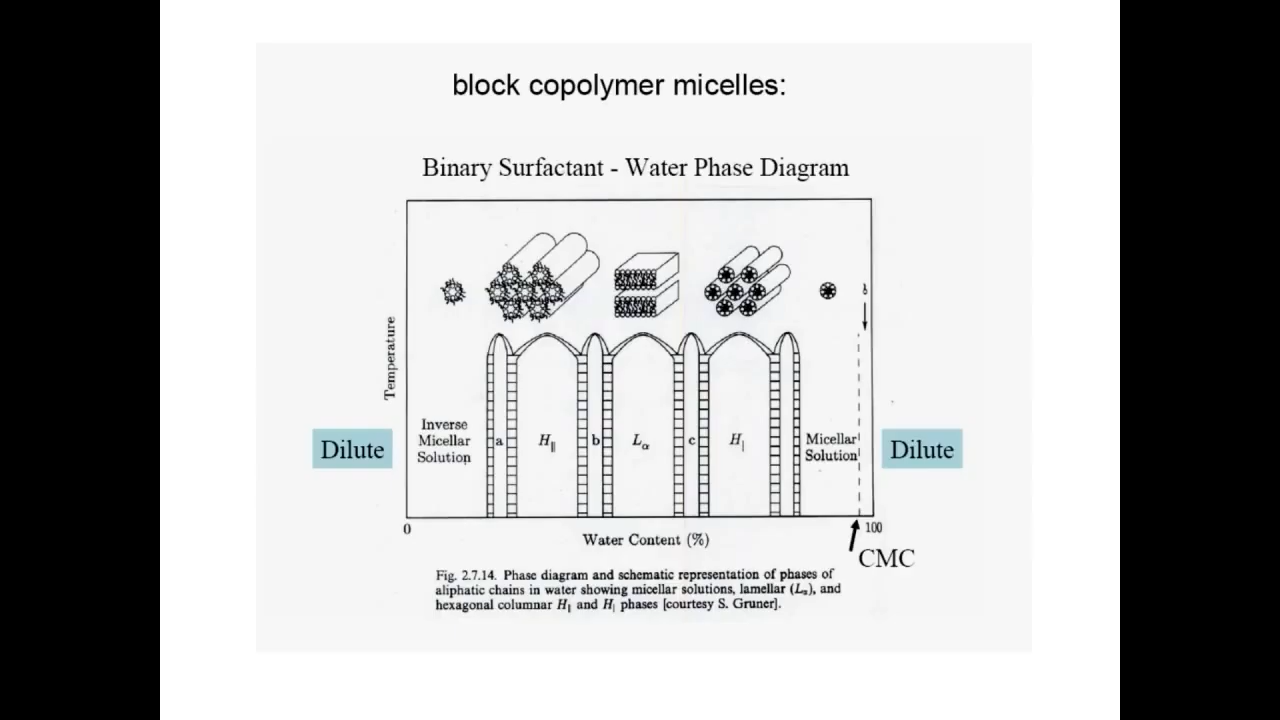 block copolymer micelles:
Binary Surfactant - Water Phase Diagram
Temperature
Inverse
Micellar
Solution
a
H||
b
Lα
c
H|
Micellar
Solution
Dilute
Dilute
0
100
Water Content (%)
CMC
Fig. 2.7.14. Phase diagram and schematic representation of phases of
aliphatic chains in water showing micellar solutions, lamellar (Lα), and
hexagonal columnar H|| and H| phases [courtesy S. Gruner].